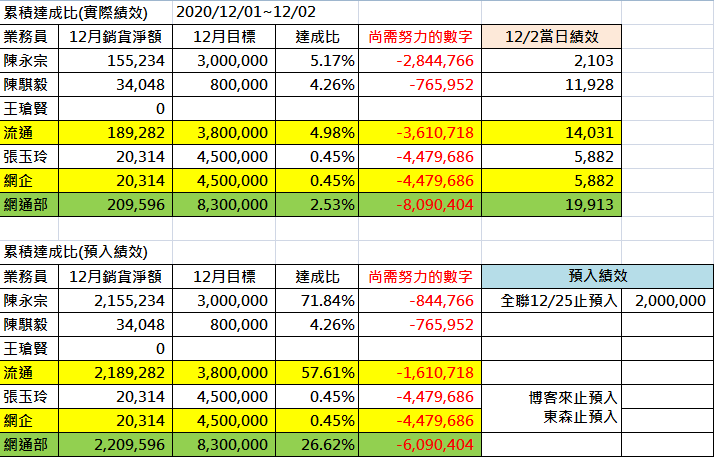 累積達成比(實際績效) 2020/12/01~12/02
業務員 12月銷貨淨額 12月目標 達成比 尚需努力的數字 12/2當日績效
陳永宗 155,234 3,000,000 5.17% -2,844,766 2,103
陳騏毅 34,048 800,000 4.26% -765,952 11,928
王瑲賢 0
流通 189,282 3,800,000 4.98% -3,610,718 14,031
張玉玲 20,314 4,500,000 0.45% -4,479,686 5,882
網企 20,314 4,500,000 0.45% -4,479,686 5,882
網通部 209,596 8,300,000 2.53% -8,090,404 19,913
累積達成比(預入績效)
業務員 12月銷貨淨額 12月目標 達成比 尚需努力的數字 預入績效
陳永宗 2,155,234 3,000,000 71.84% -844,766 全聯12/25止預入 2,000,000
陳騏毅 34,048 800,000 4.26% -765,952
王瑲賢 0
流通 2,189,282 3,800,000 57.61% -1,610,718
張玉玲 20,314 4,500,000 0.45% -4,479,686 博客來止預入
網企 20,314 4,500,000 0.45% -4,479,686 東森止預入
網通部 2,209,596 8,300,000 26.62% -6,090,404